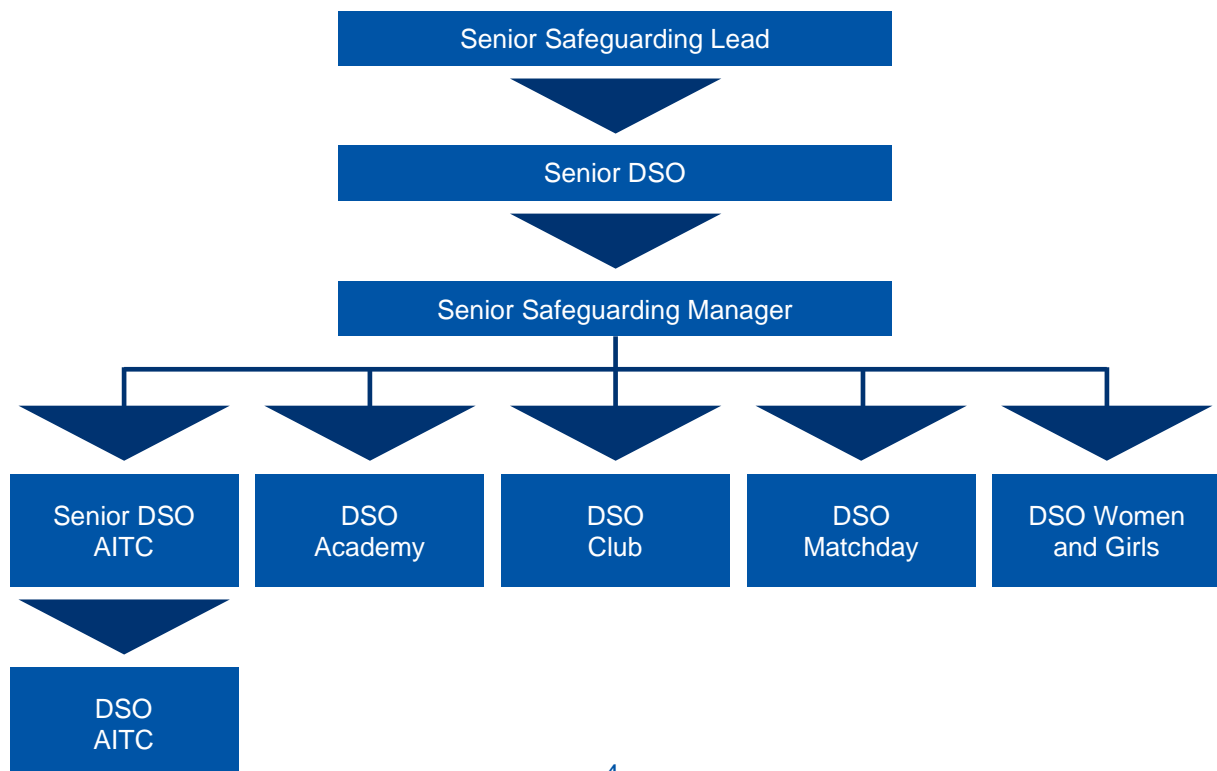 Senior Safeguarding Lead
Senior DSO
Senior Safeguarding Manager
Senior DSO
AITC
DSO
Academy
DSO
Club
DSO
Matchday
DSO Women
and Girls
DSO
AITC